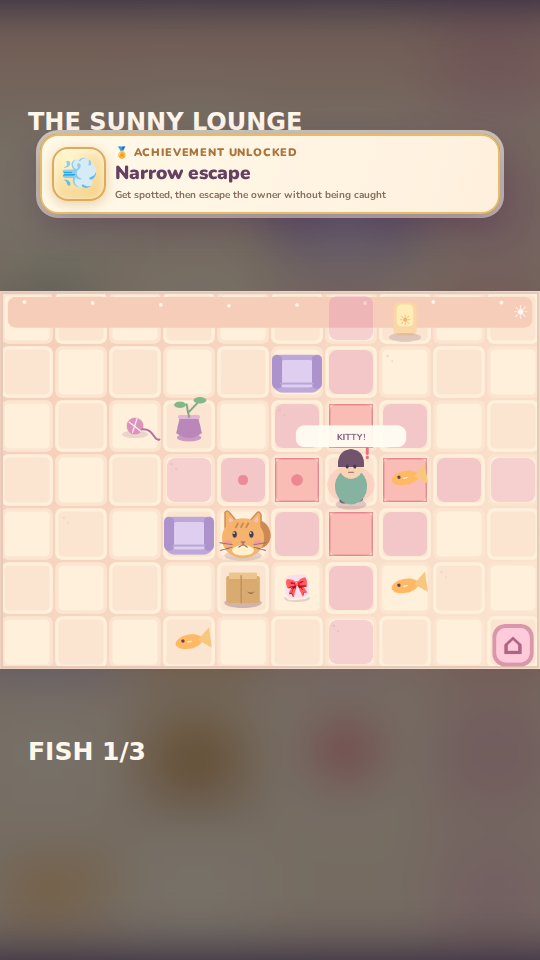 THE SUNNY LOUNGE
🏅 ACHIEVEMENT UNLOCKED
Narrow escape
Get spotted, then escape the owner without being caught
KITTY!
!
FISH 1/3